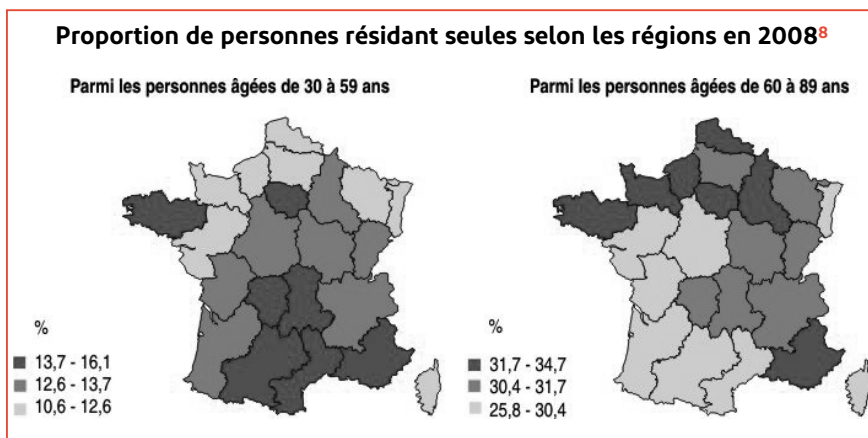 Proportion de personnes résidant seules selon les régions en 2008⁸
Parmi les personnes âgées de 30 à 59 ans
%
13,7 - 16,1
12,6 - 13,7
10,6 - 12,6
Parmi les personnes âgées de 60 à 89 ans
%
31,7 - 34,7
30,4 - 31,7
25,8 - 30,4